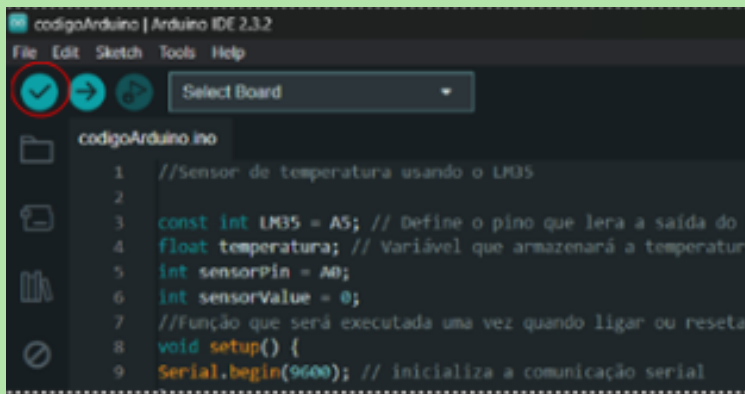 codigoArduino | Arduino IDE 2.3.2
File Edit Sketch Tools Help
Select Board
codigoArduino.ino
1 //Sensor de temperatura usando o LM35
2
3 const int LM35 = A5; // Define o pino que lera a saída do
4 float temperatura; // Variável que armazenará a temperatur
5 int sensorPin = A0;
6 int sensorValue = 0;
7 //Função que será executada uma vez quando ligar ou reseta
8 void setup() {
9 Serial.begin(9600); // inicializa a comunicação serial